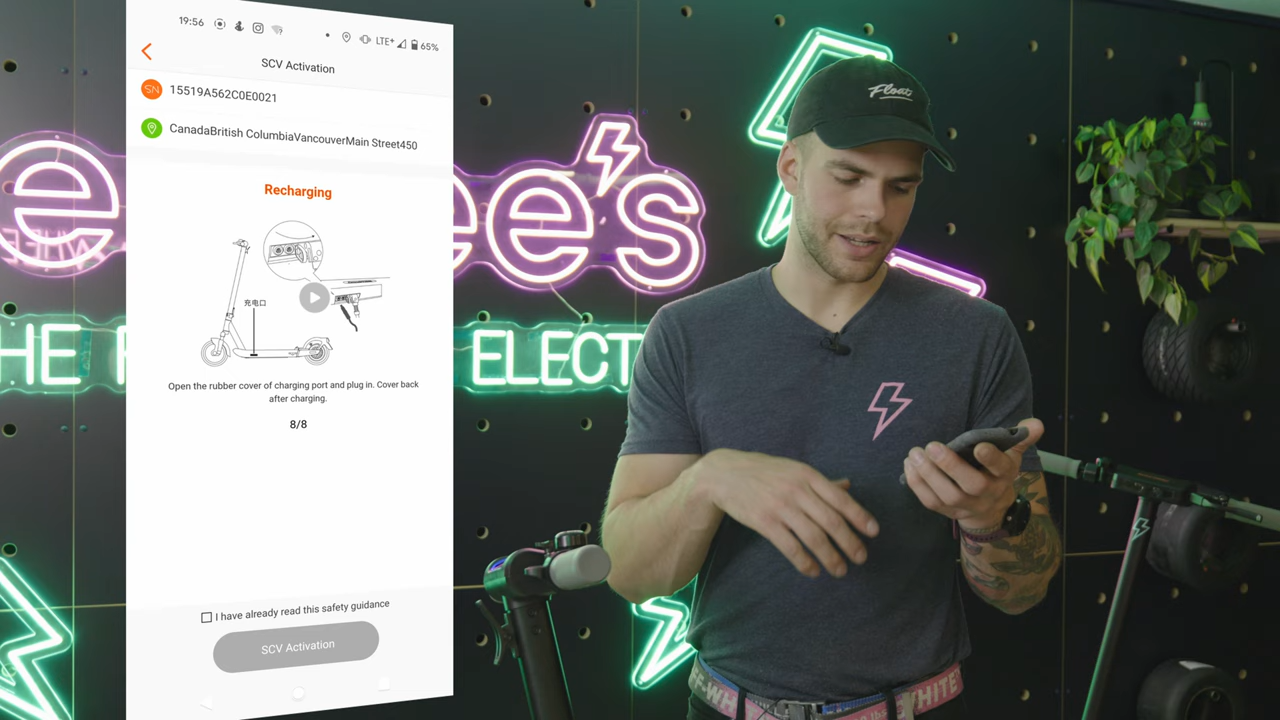 19:56 LTE+ 65%
SCV Activation
SN 15519A562C0E0021
CanadaBritish ColumbiaVancouverMain Street450
Recharging
充电口
Open the rubber cover of charging port and plug in. Cover back
after charging.
8/8
I have already read this safety guidance
SCV Activation
e
ee's
HE
ELECT
Float